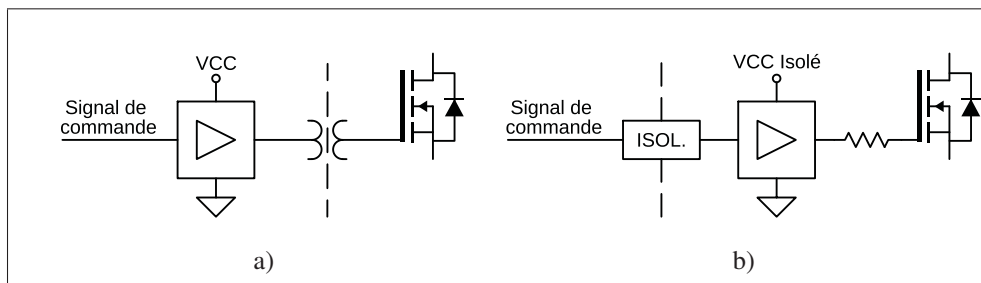 VCC
Signal de
commande
a)
VCC Isolé
Signal de
commande
ISOL.
b)